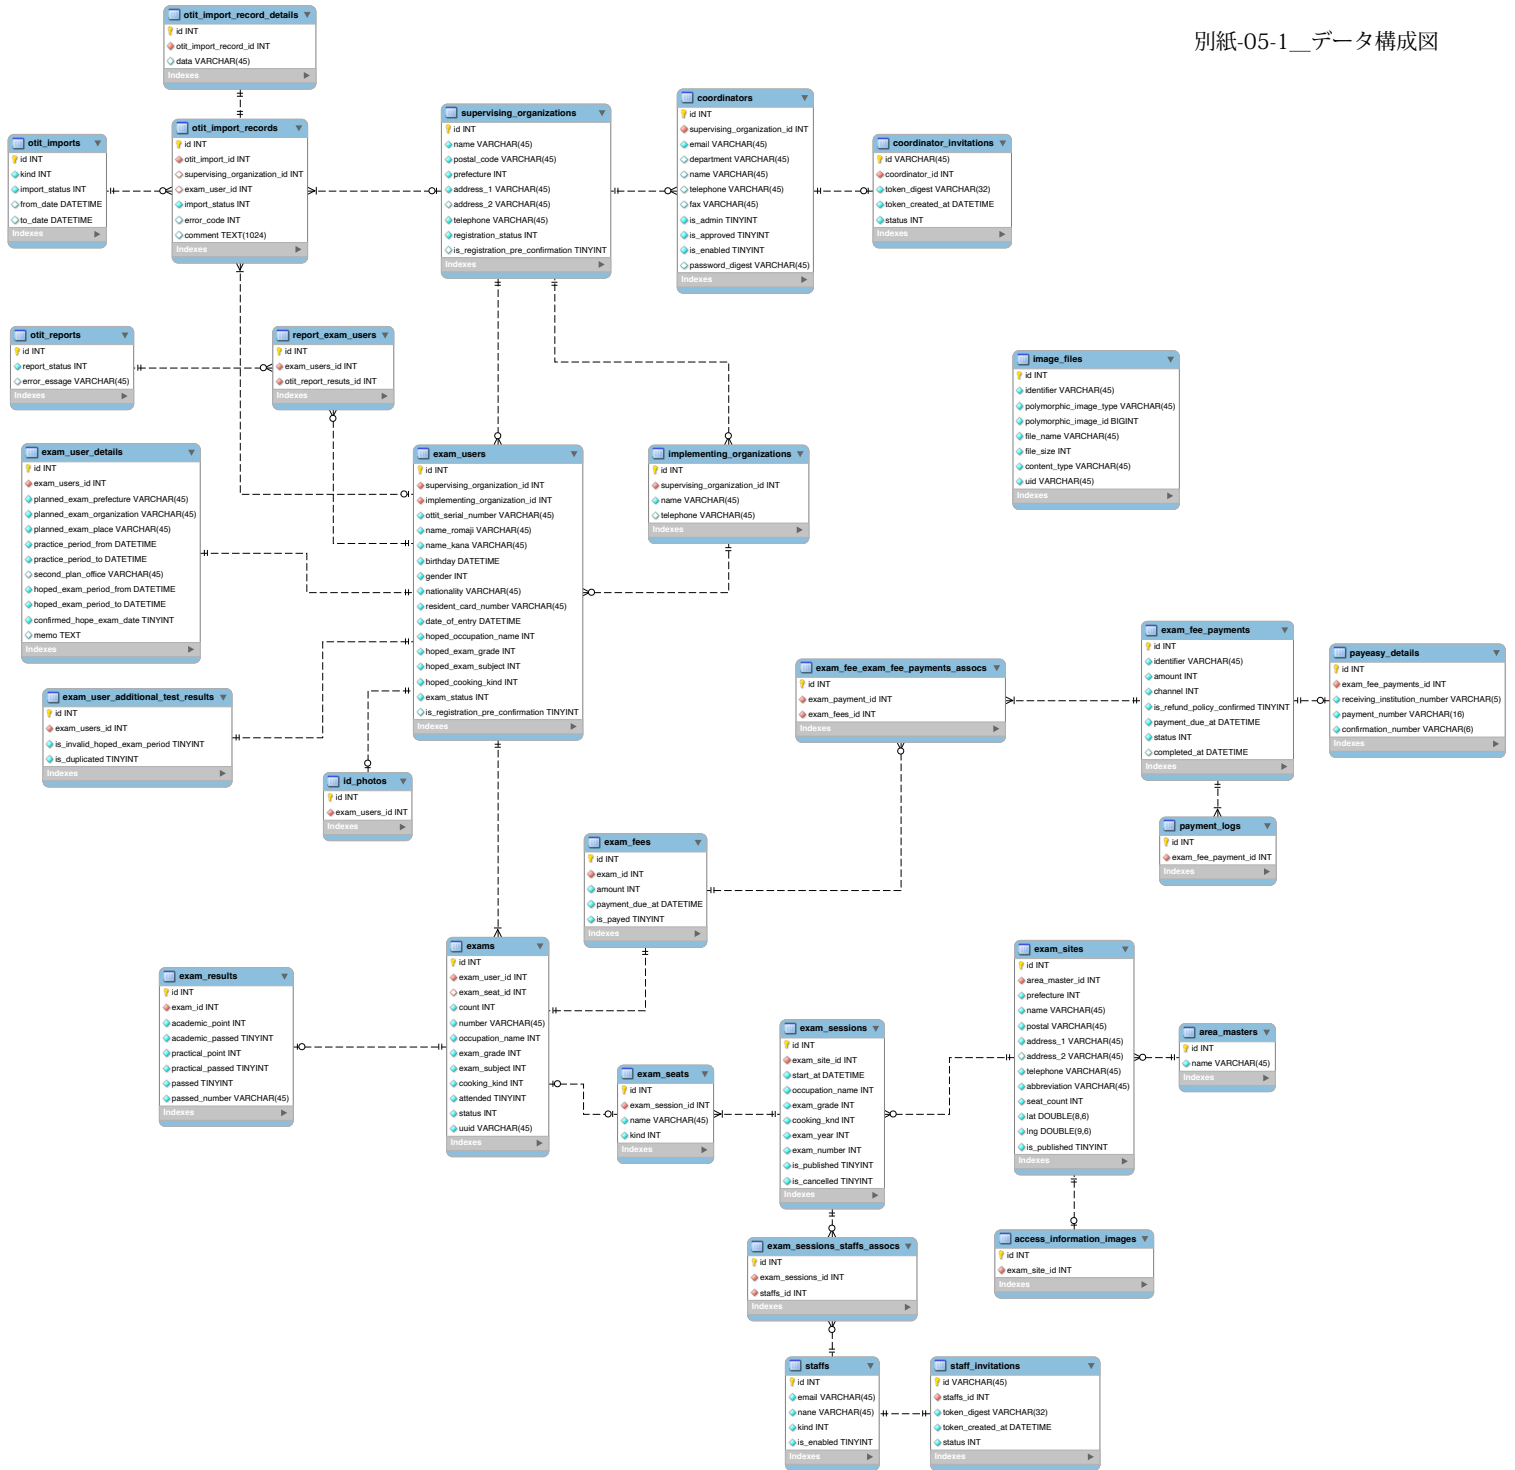 別紙-05-1__データ構成図
otit_import_record_details
id INT
otit_import_record_id INT
data VARCHAR(45)
Indexes
otit_imports
id INT
kind INT
import_status INT
from_date DATETIME
to_date DATETIME
Indexes
otit_import_records
id INT
otit_import_id INT
supervising_organization_id INT
exam_user_id INT
import_status INT
error_code INT
comment TEXT(1024)
Indexes
supervising_organizations
id INT
name VARCHAR(45)
postal_code VARCHAR(45)
prefecture INT
address_1 VARCHAR(45)
address_2 VARCHAR(45)
telephone VARCHAR(45)
registration_status INT
is_registration_pre_confirmation TINYINT
Indexes
coordinators
id INT
supervising_organization_id INT
email VARCHAR(45)
department VARCHAR(45)
name VARCHAR(45)
telephone VARCHAR(45)
fax VARCHAR(45)
is_admin TINYINT
is_approved TINYINT
is_enabled TINYINT
password_digest VARCHAR(45)
Indexes
coordinator_invitations
id VARCHAR(45)
coordinator_id INT
token_digest VARCHAR(32)
token_created_at DATETIME
status INT
Indexes
otit_reports
id INT
report_status INT
error_essage VARCHAR(45)
Indexes
report_exam_users
id INT
exam_users_id INT
otit_report_resuts_id INT
Indexes
image_files
id INT
identifier VARCHAR(45)
polymorphic_image_type VARCHAR(45)
polymorphic_image_id BIGINT
file_name VARCHAR(45)
file_size INT
content_type VARCHAR(45)
uid VARCHAR(45)
Indexes
exam_user_details
id INT
exam_users_id INT
planned_exam_prefecture VARCHAR(45)
planned_exam_organization VARCHAR(45)
planned_exam_place VARCHAR(45)
practice_period_from DATETIME
practice_period_to DATETIME
second_plan_office VARCHAR(45)
hoped_exam_period_from DATETIME
hoped_exam_period_to DATETIME
confirmed_hope_exam_date TINYINT
memo TEXT
Indexes
exam_users
id INT
supervising_organization_id INT
implementing_organization_id INT
ottit_serial_number VARCHAR(45)
name_romaji VARCHAR(45)
name_kana VARCHAR(45)
birthday DATETIME
gender INT
nationality VARCHAR(45)
resident_card_number VARCHAR(45)
date_of_entry DATETIME
hoped_occupation_name INT
hoped_exam_grade INT
hoped_exam_subject INT
hoped_cooking_kind INT
exam_status INT
is_registration_pre_confirmation TINYINT
Indexes
implementing_organizations
id INT
supervising_organization_id INT
name VARCHAR(45)
telephone VARCHAR(45)
Indexes
exam_user_additional_test_results
id INT
exam_users_id INT
is_invalid_hoped_exam_period TINYINT
is_duplicated TINYINT
Indexes
id_photos
id INT
exam_users_id INT
Indexes
exam_fee_exam_fee_payments_assocs
id INT
exam_payment_id INT
exam_fees_id INT
Indexes
exam_fee_payments
id INT
identifier VARCHAR(45)
amount INT
channel INT
is_refund_policy_confirmed TINYINT
payment_due_at DATETIME
status INT
completed_at DATETIME
Indexes
payeasy_details
id INT
exam_fee_payments_id INT
receiving_institution_number VARCHAR(5)
payment_number VARCHAR(16)
confirmation_number VARCHAR(6)
Indexes
payment_logs
id INT
exam_fee_payment_id INT
Indexes
exam_fees
id INT
exam_id INT
amount INT
payment_due_at DATETIME
is_payed TINYINT
Indexes
exam_results
id INT
exam_id INT
academic_point INT
academic_passed TINYINT
practical_point INT
practical_passed TINYINT
passed TINYINT
passed_number VARCHAR(45)
Indexes
exams
id INT
exam_user_id INT
exam_seat_id INT
count INT
number VARCHAR(45)
occupation_name INT
exam_grade INT
exam_subject INT
cooking_kind INT
attended TINYINT
status INT
uuid VARCHAR(45)
Indexes
exam_seats
id INT
exam_session_id INT
name VARCHAR(45)
kind INT
Indexes
exam_sessions
id INT
exam_site_id INT
start_at DATETIME
occupation_name INT
exam_grade INT
cooking_knd INT
exam_year INT
exam_number INT
is_published TINYINT
is_cancelled TINYINT
Indexes
exam_sites
id INT
area_master_id INT
prefecture INT
name VARCHAR(45)
postal VARCHAR(45)
address_1 VARCHAR(45)
address_2 VARCHAR(45)
telephone VARCHAR(45)
abbreviation VARCHAR(45)
seat_count INT
lat DOUBLE(8,6)
lng DOUBLE(9,6)
is_published TINYINT
Indexes
area_masters
id INT
name VARCHAR(45)
Indexes
exam_sessions_staffs_assocs
id INT
exam_sessions_id INT
staffs_id INT
Indexes
access_information_images
id INT
exam_site_id INT
Indexes
staffs
id INT
email VARCHAR(45)
nane VARCHAR(45)
kind INT
is_enabled TINYINT
Indexes
staff_invitations
id VARCHAR(45)
staffs_id INT
token_digest VARCHAR(32)
token_created_at DATETIME
status INT
Indexes